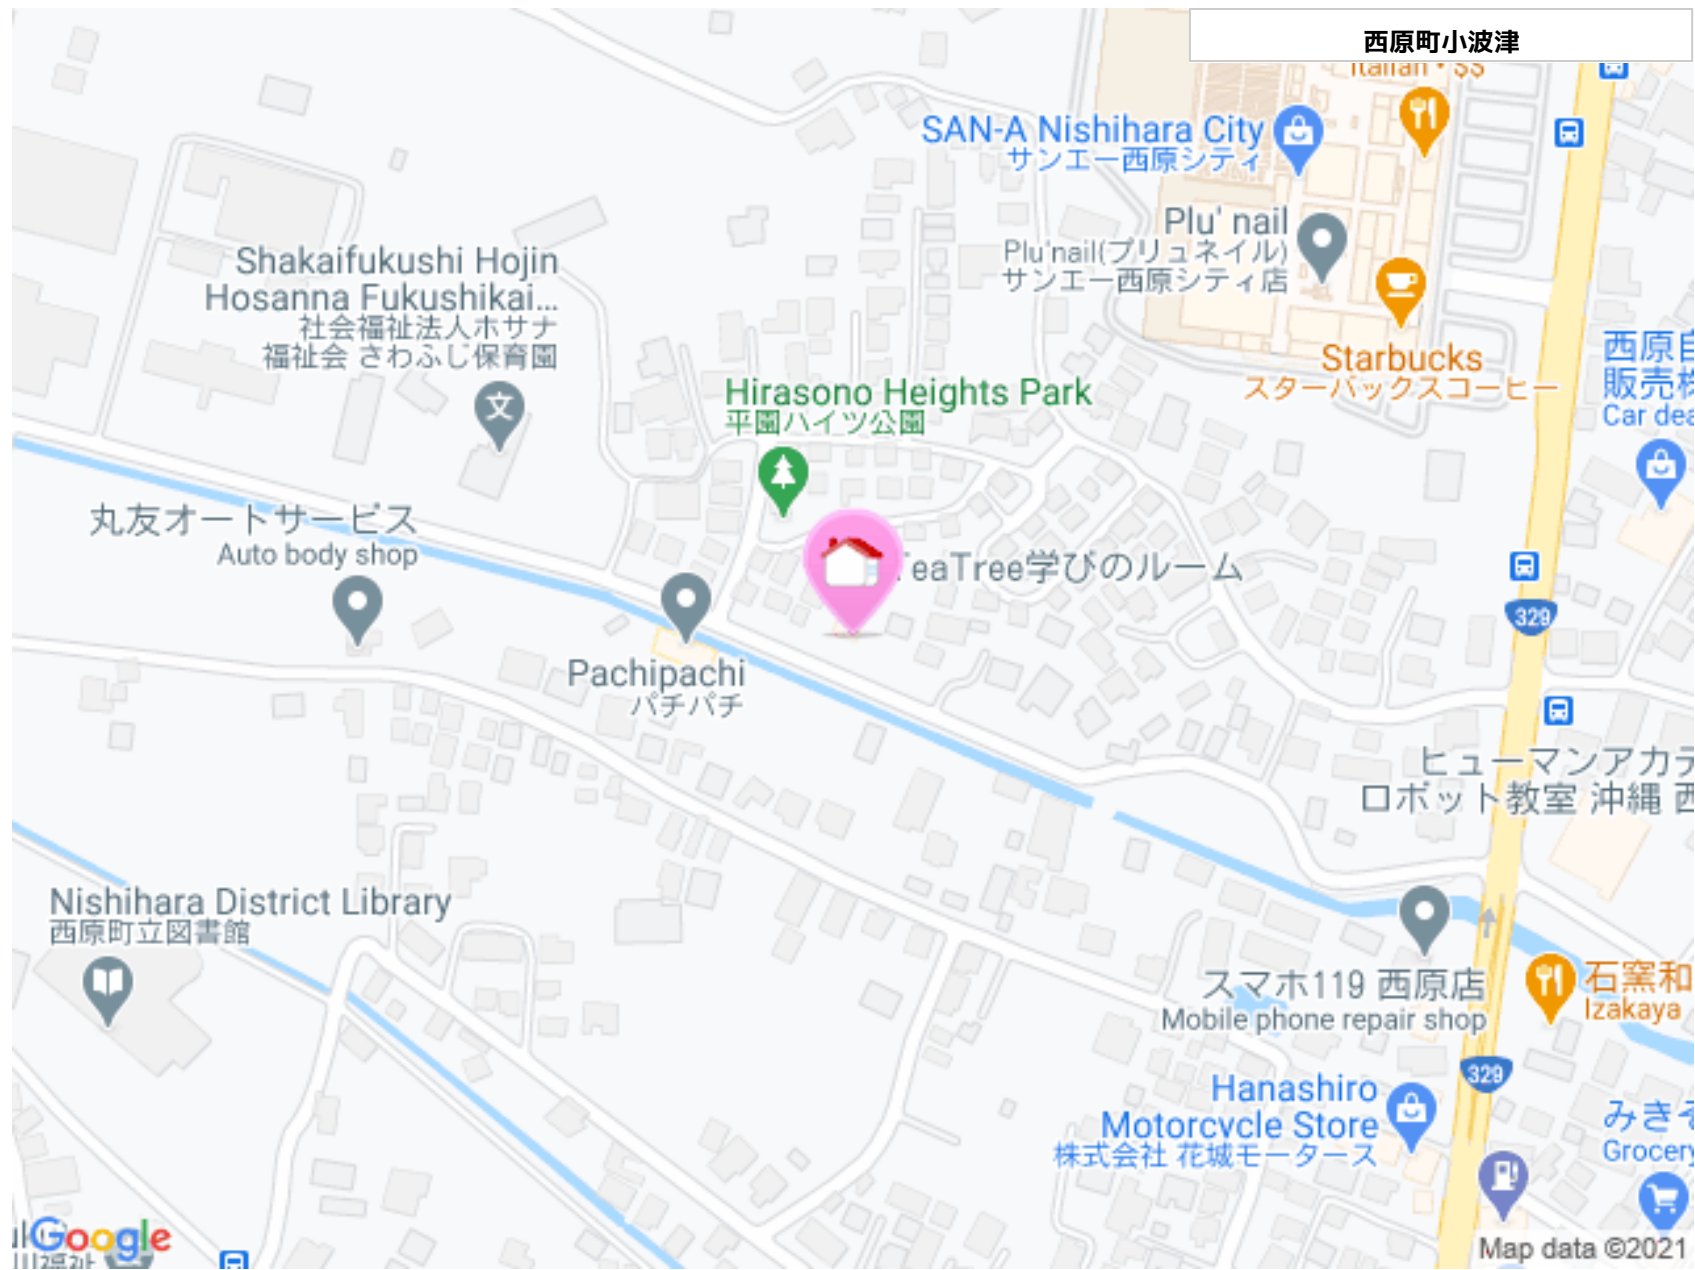 西原町小波津
Italian • $$
SAN-A Nishihara City
サンエー西原シティ
Plu' nail
Plu'nail(プリュネイル)
サンエー西原シティ店
Shakaifukushi Hojin
Hosanna Fukushikai...
社会福祉法人ホサナ
福祉会 さわふじ保育園
文
Starbucks
スターバックスコーヒー
西原自
販売株
Car dea
Hirasono Heights Park
平園ハイツ公園
丸友オートサービス
Auto body shop
TeaTree学びのルーム
329
Pachipachi
パチパチ
ヒューマンアカデ
ロボット教室 沖縄 西
Nishihara District Library
西原町立図書館
スマホ119 西原店
Mobile phone repair shop
石窯和
Izakaya
329
Hanashiro
Motorcycle Store
株式会社 花城モータース
みきそ
Grocery
Google
Map data ©2021